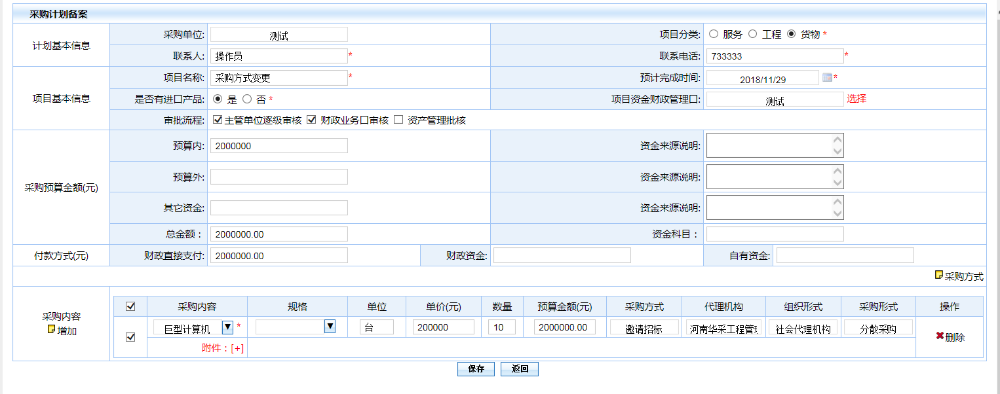 采购计划备案
计划基本信息
采购单位: 测试 项目分类: 服务 工程 货物 *
联系人: 操作员 * 联系电话: 733333 *
项目基本信息
项目名称: 采购方式变更 * 预计完成时间: 2018/11/29 *
是否有进口产品: 是 否 * 项目资金财政管理口: 测试 选择
审批流程: 主管单位逐级审核 财政业务口审核 资产管理批核
采购预算金额(元)
预算内: 2000000 资金来源说明:
预算外: 资金来源说明:
其它资金: 资金来源说明:
总金额： 2000000.00 资金科目：
付款方式(元) 财政直接支付: 2000000.00 财政资金: 自有资金:
采购方式
采购内容
增加
采购内容 规格 单位 单价(元) 数量 预算金额(元) 采购方式 代理机构 组织形式 采购形式 操作
巨型计算机 * 台 200000 10 2000000.00 邀请招标 河南华采工程管 社会代理机构 分散采购 删除
附件：[+]
保存 返回